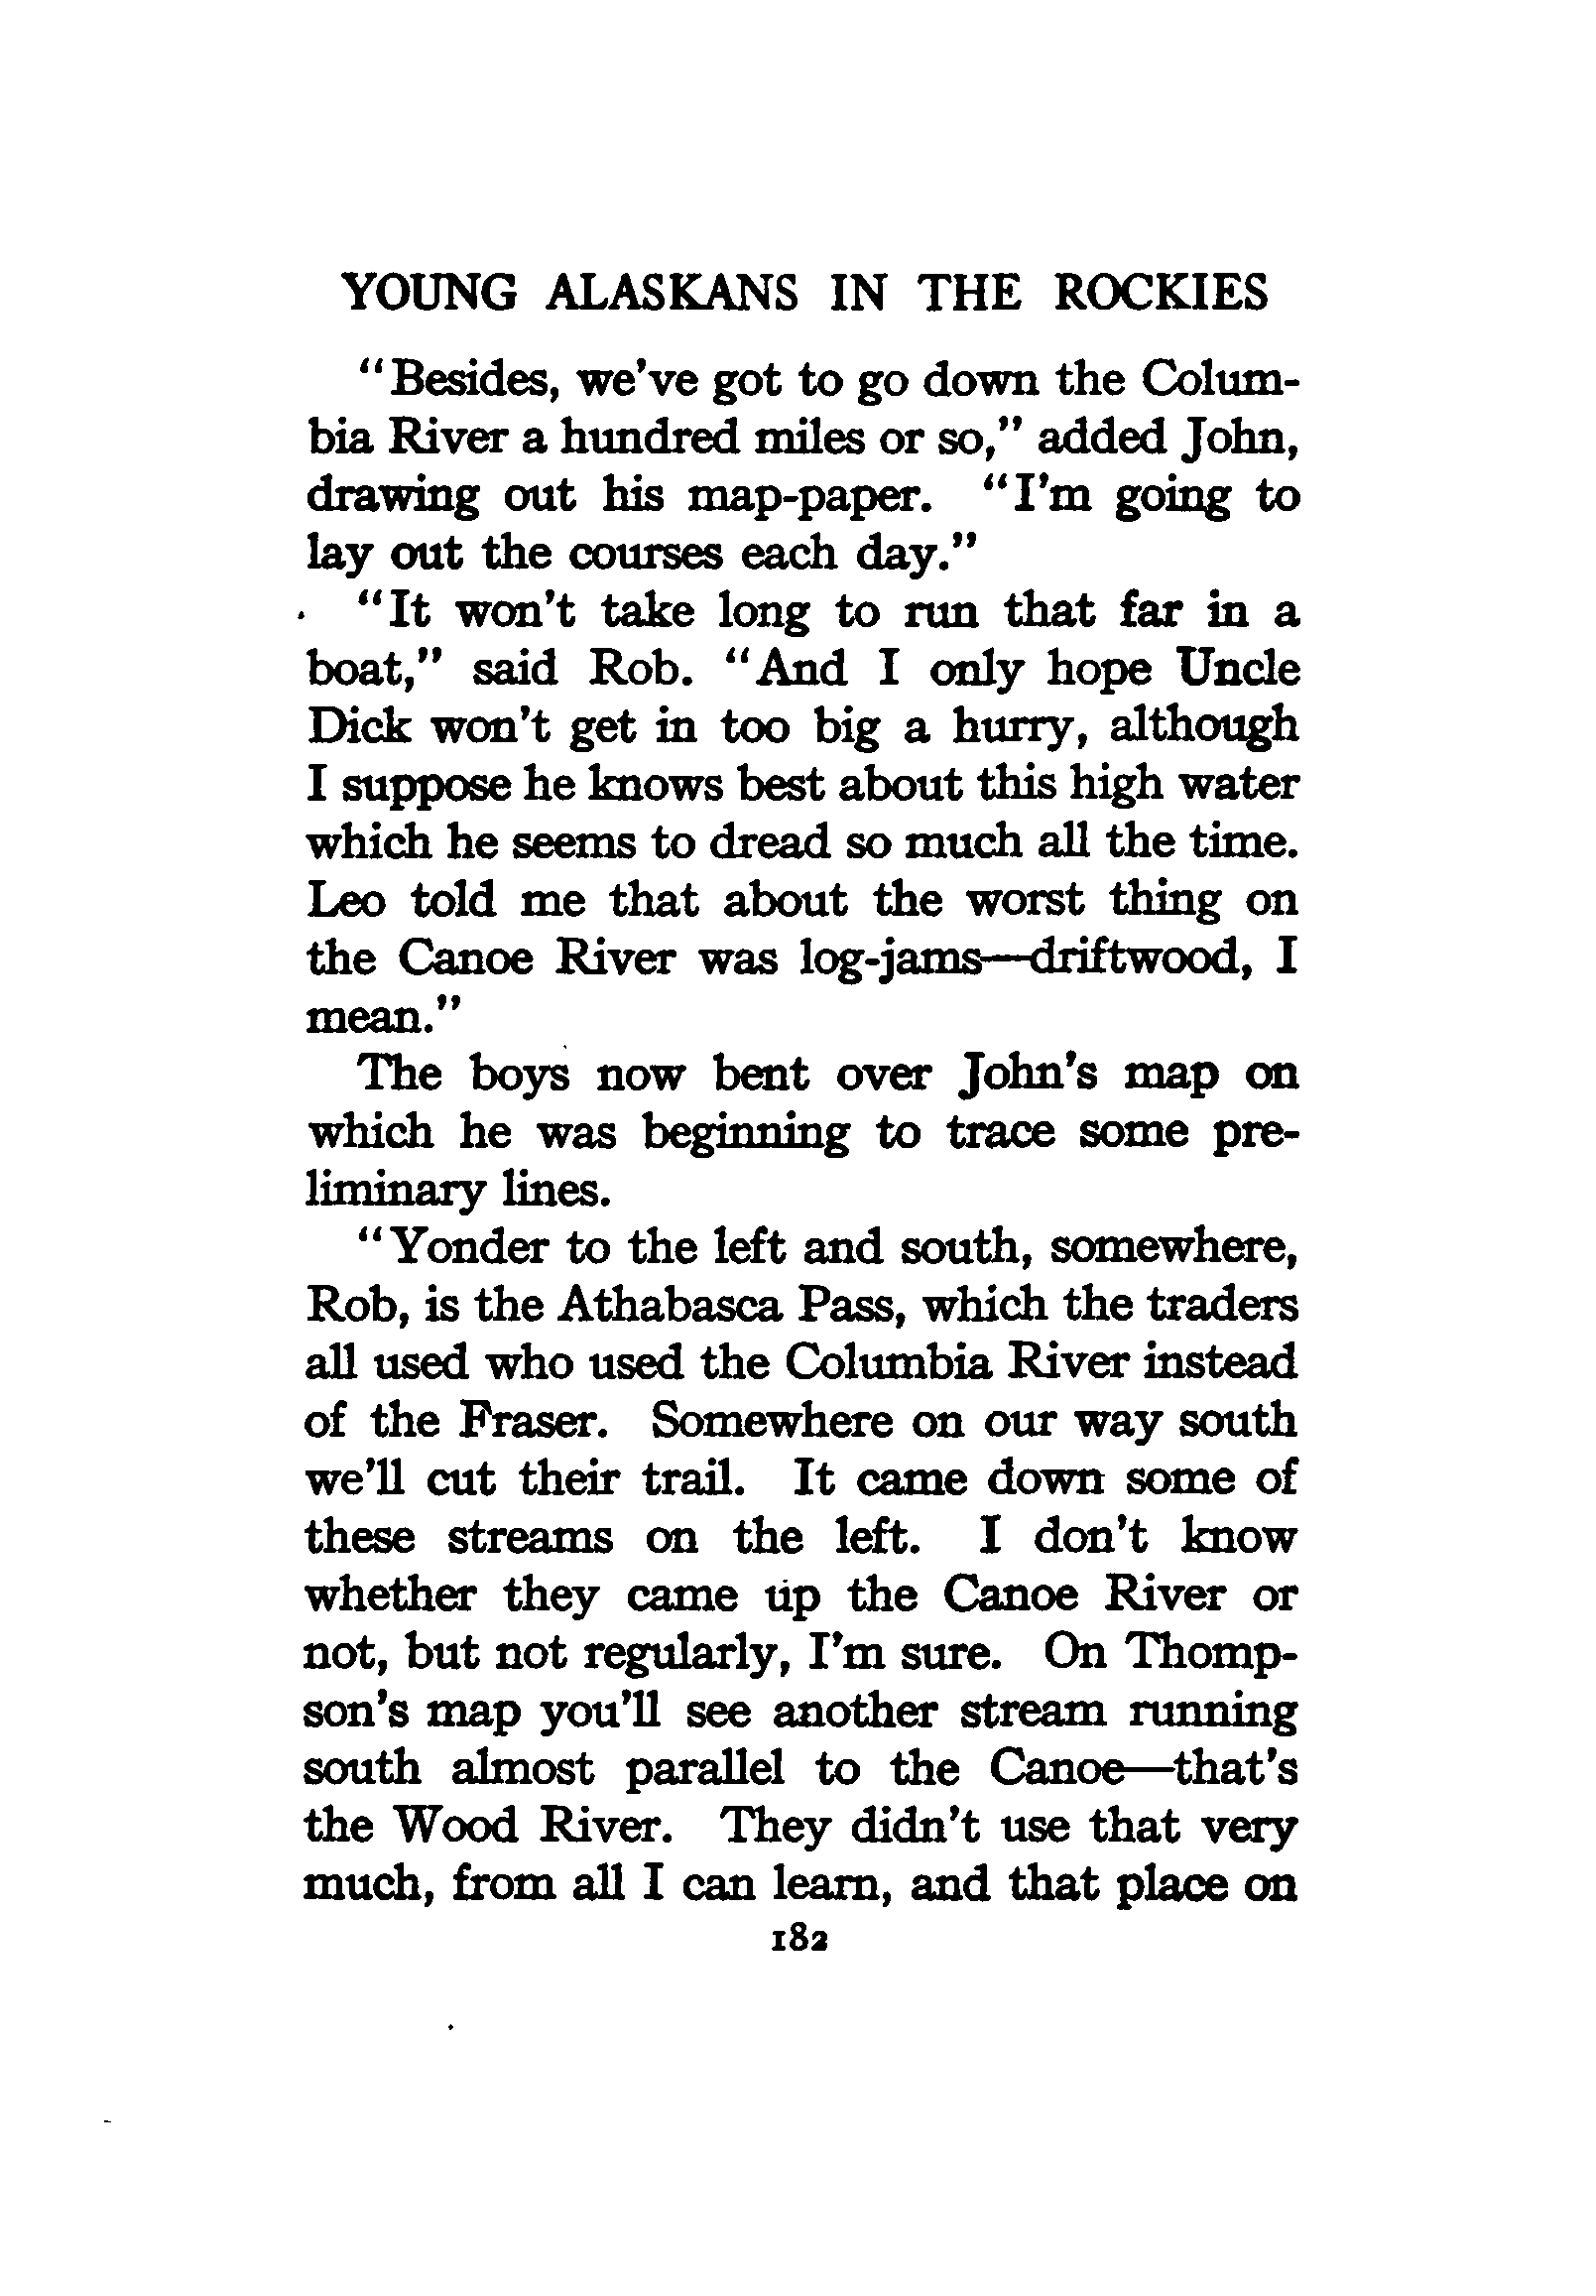 YOUNG ALASKANS IN THE ROCKIES
"Besides, we've got to go down the Colum-
bia River a hundred miles or so," added John,
drawing out his map-paper. "I'm going to
lay out the courses each day."
"It won't take long to run that far in a
boat," said Rob. "And I only hope Uncle
Dick won't get in too big a hurry, although
I suppose he knows best about this high water
which he seems to dread so much all the time.
Leo told me that about the worst thing on
the Canoe River was log-jams—driftwood, I
mean."
The boys now bent over John's map on
which he was beginning to trace some pre-
liminary lines.
"Yonder to the left and south, somewhere,
Rob, is the Athabasca Pass, which the traders
all used who used the Columbia River instead
of the Fraser. Somewhere on our way south
we'll cut their trail. It came down some of
these streams on the left. I don't know
whether they came up the Canoe River or
not, but not regularly, I'm sure. On Thomp-
son's map you'll see another stream running
south almost parallel to the Canoe—that's
the Wood River. They didn't use that very
much, from all I can learn, and that place on
182